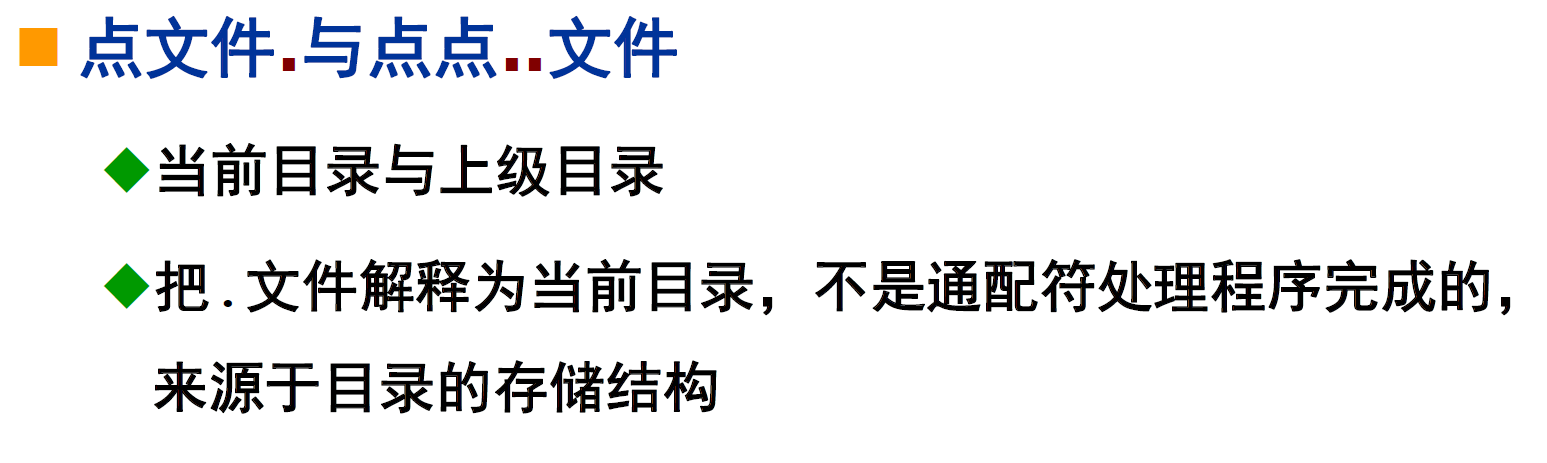 点文件.与点点..文件
当前目录与上级目录
把.文件解释为当前目录，不是通配符处理程序完成的，
来源于目录的存储结构